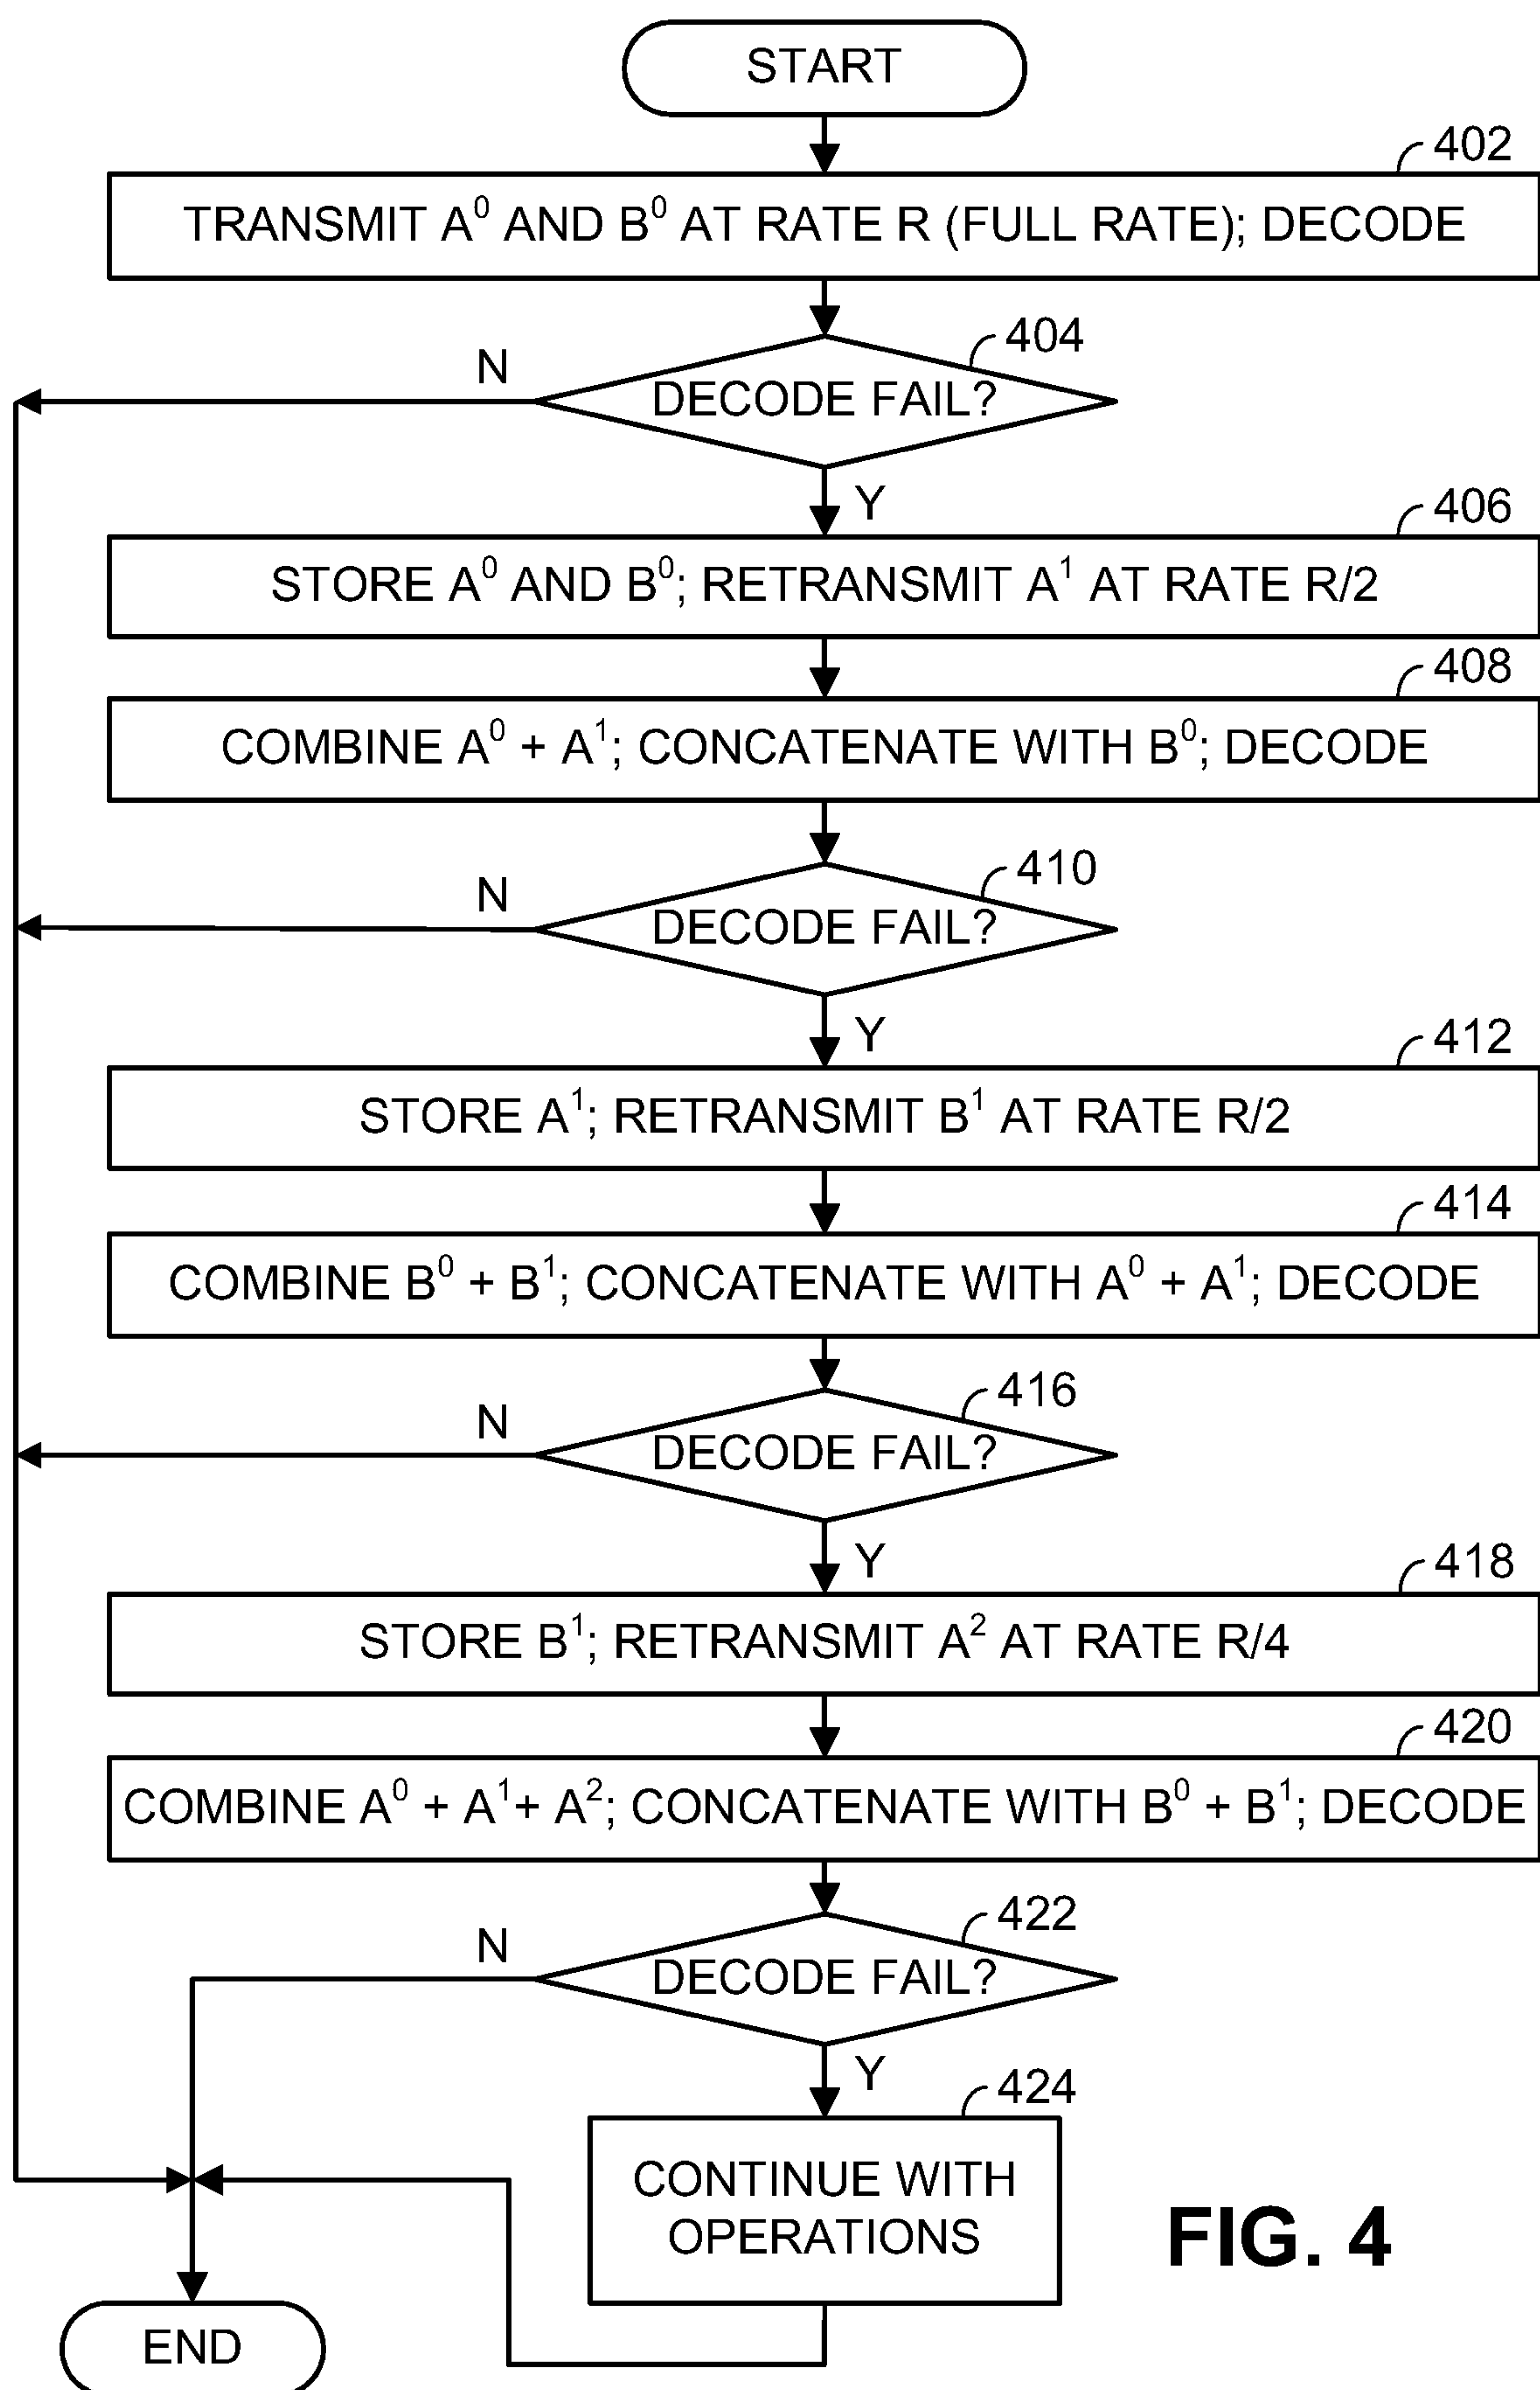 START
402
TRANSMIT A⁰ AND B⁰ AT RATE R (FULL RATE); DECODE
404
N
DECODE FAIL?
Y
406
STORE A⁰ AND B⁰; RETRANSMIT A¹ AT RATE R/2
408
COMBINE A⁰ + A¹; CONCATENATE WITH B⁰; DECODE
410
N
DECODE FAIL?
Y
412
STORE A¹; RETRANSMIT B¹ AT RATE R/2
414
COMBINE B⁰ + B¹; CONCATENATE WITH A⁰ + A¹; DECODE
416
N
DECODE FAIL?
Y
418
STORE B¹; RETRANSMIT A² AT RATE R/4
420
COMBINE A⁰ + A¹+ A²; CONCATENATE WITH B⁰ + B¹; DECODE
422
N
DECODE FAIL?
Y
424
CONTINUE WITH
OPERATIONS
FIG. 4
END